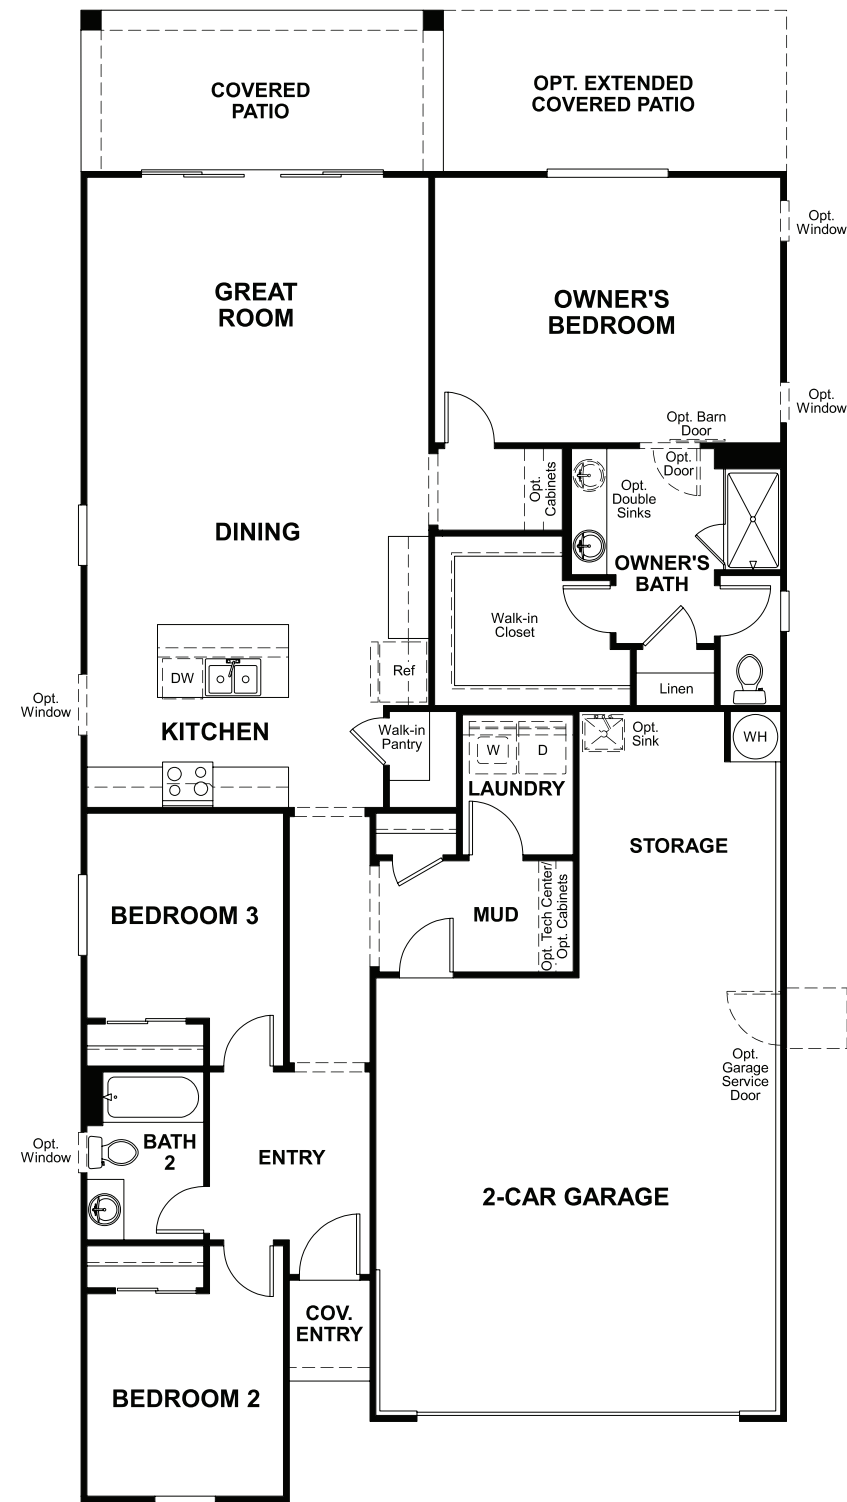 COVERED
PATIO
OPT. EXTENDED
COVERED PATIO
Opt.
Window
GREAT
ROOM
OWNER'S
BEDROOM
Opt.
Window
Opt. Barn
Door
Opt.
Door
Opt.
Cabinets
Opt.
Double
Sinks
DINING
OWNER'S
BATH
Walk-in
Closet
DW
Ref
Linen
Opt.
Window
KITCHEN
Walk-in
Pantry
W
D
LAUNDRY
Opt.
Sink
WH
STORAGE
BEDROOM 3
MUD
Opt. Tech Center/
Opt. Cabinets
Opt.
Garage
Service
Door
Opt.
Window
BATH
2
ENTRY
2-CAR GARAGE
COV.
ENTRY
BEDROOM 2